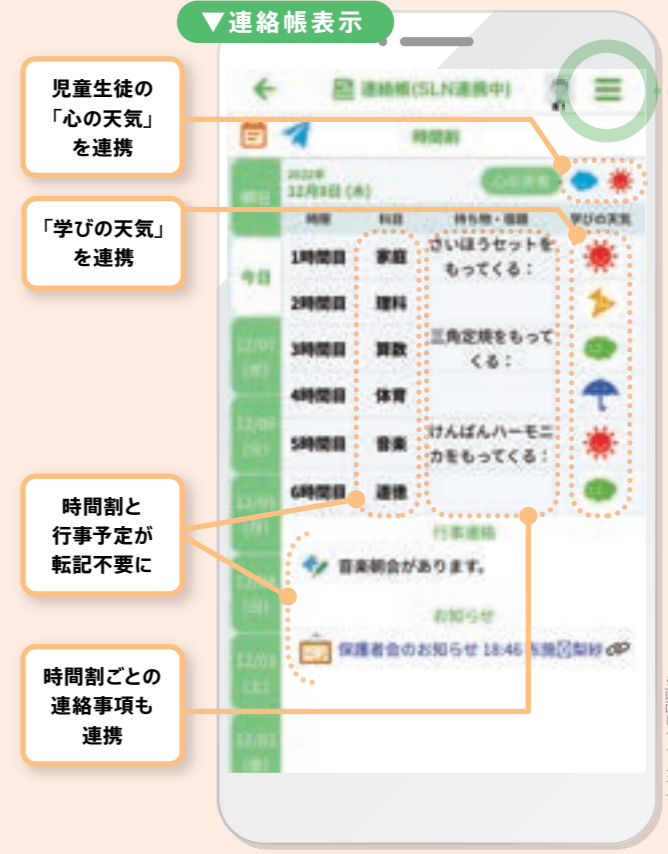 ▼連絡帳表示
児童生徒の
「心の天気」
を連携
「学びの天気」
を連携
時間割と
行事予定が
転記不要に
時間割ごとの
連絡事項も
連携
連絡帳(SLN連携中)
時間割
明日
今日
2022年
12月8日 (木)
心の天気
時限 科目 持ち物・宿題 学びの天気
1時間目 家庭 さいほうセットを
もってくる：
2時間目 理科
3時間目 算数 三角定規をもって
くる：
4時間目 体育
5時間目 音楽 けんばんハーモニ
カをもってくる：
6時間目 道徳
行事連絡
音楽朝会があります。
お知らせ
保護者会のお知らせ 18:46